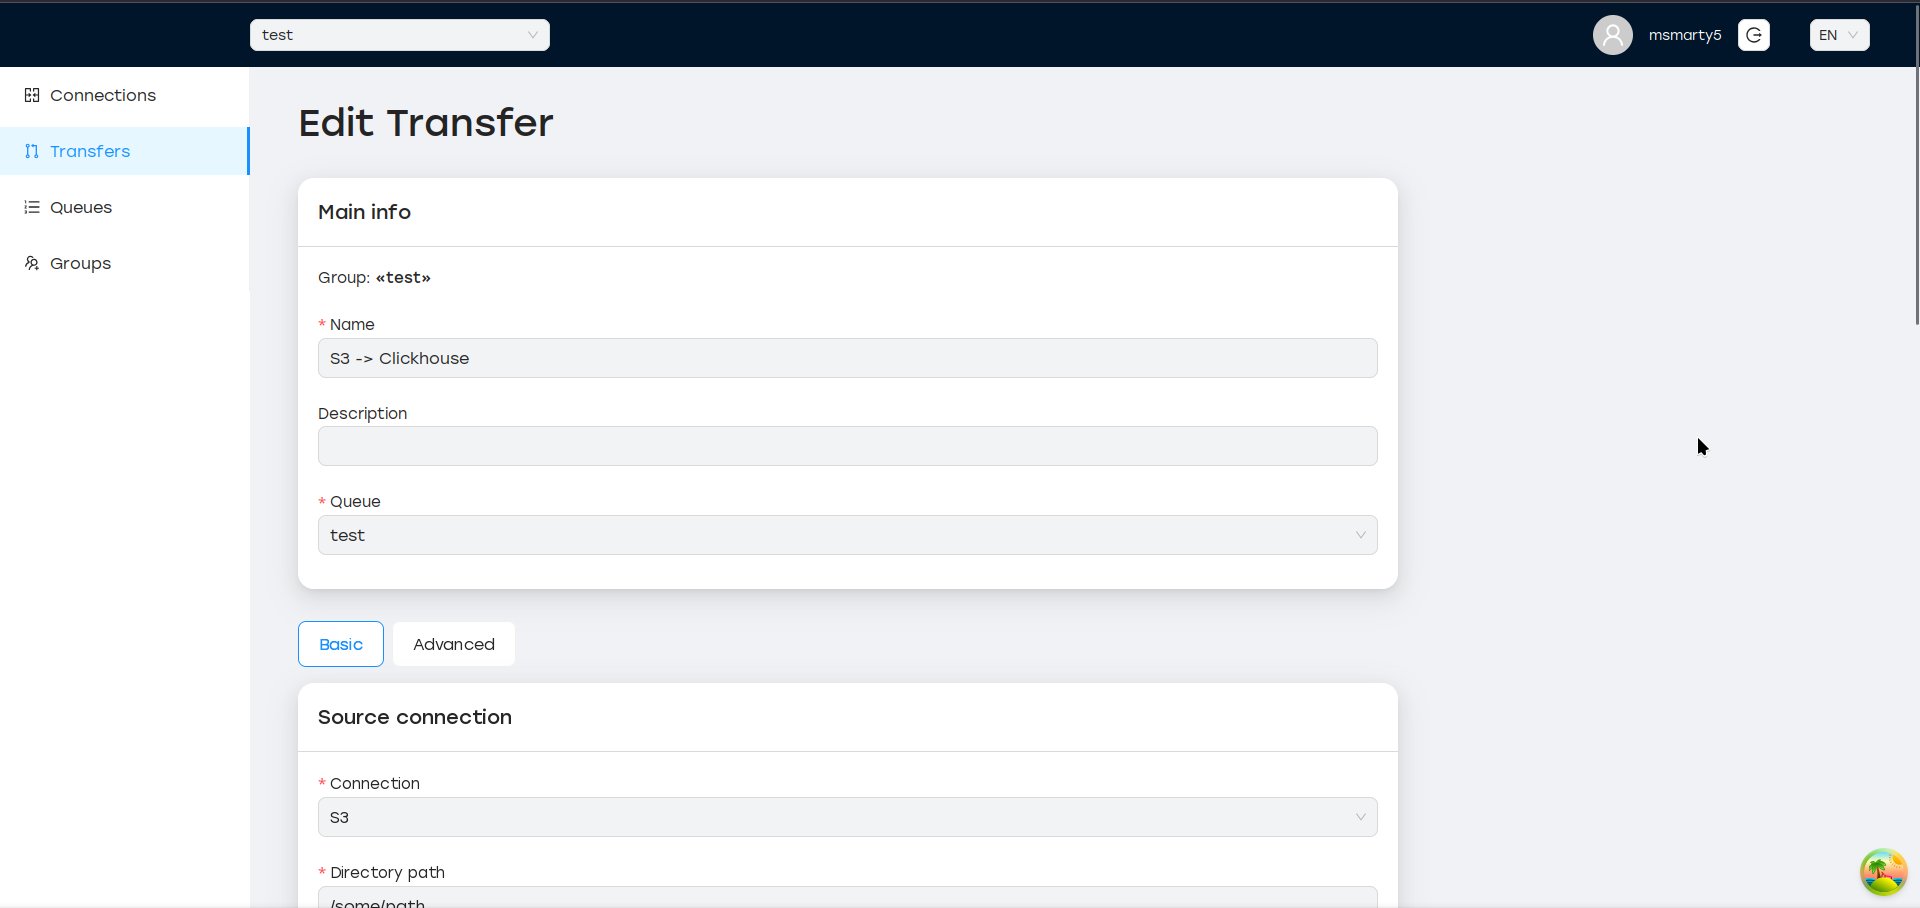 test
msmarty5
EN
Connections
Transfers
Queues
Groups
Edit Transfer
Main info
Group: «test»
* Name
S3 -> Clickhouse
Description
* Queue
test
Basic
Advanced
Source connection
* Connection
S3
* Directory path
/some/path